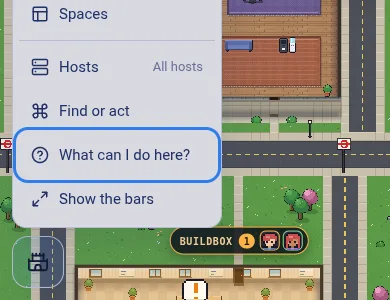 Spaces
Hosts All hosts
Find or act
What can I do here?
Show the bars
BUILDBOX 1